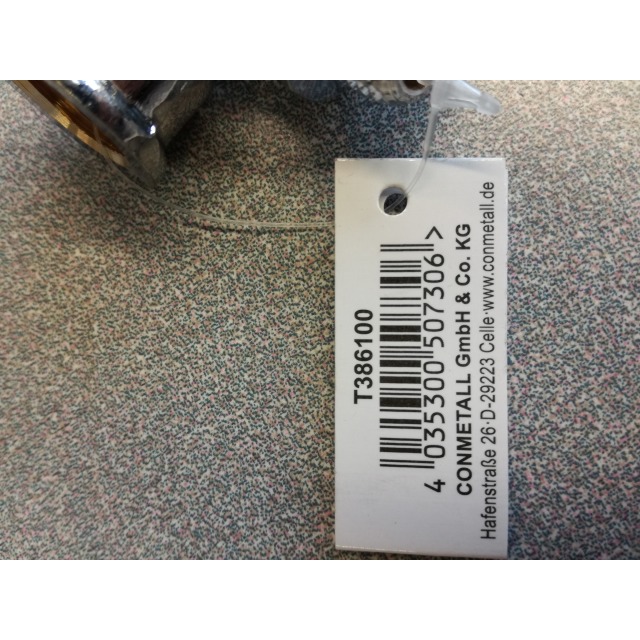 T386100
4 035300 507306 >
CONMETALL GmbH & Co. KG
Hafenstraße 26·D-29223 Celle·www.conmetall.de